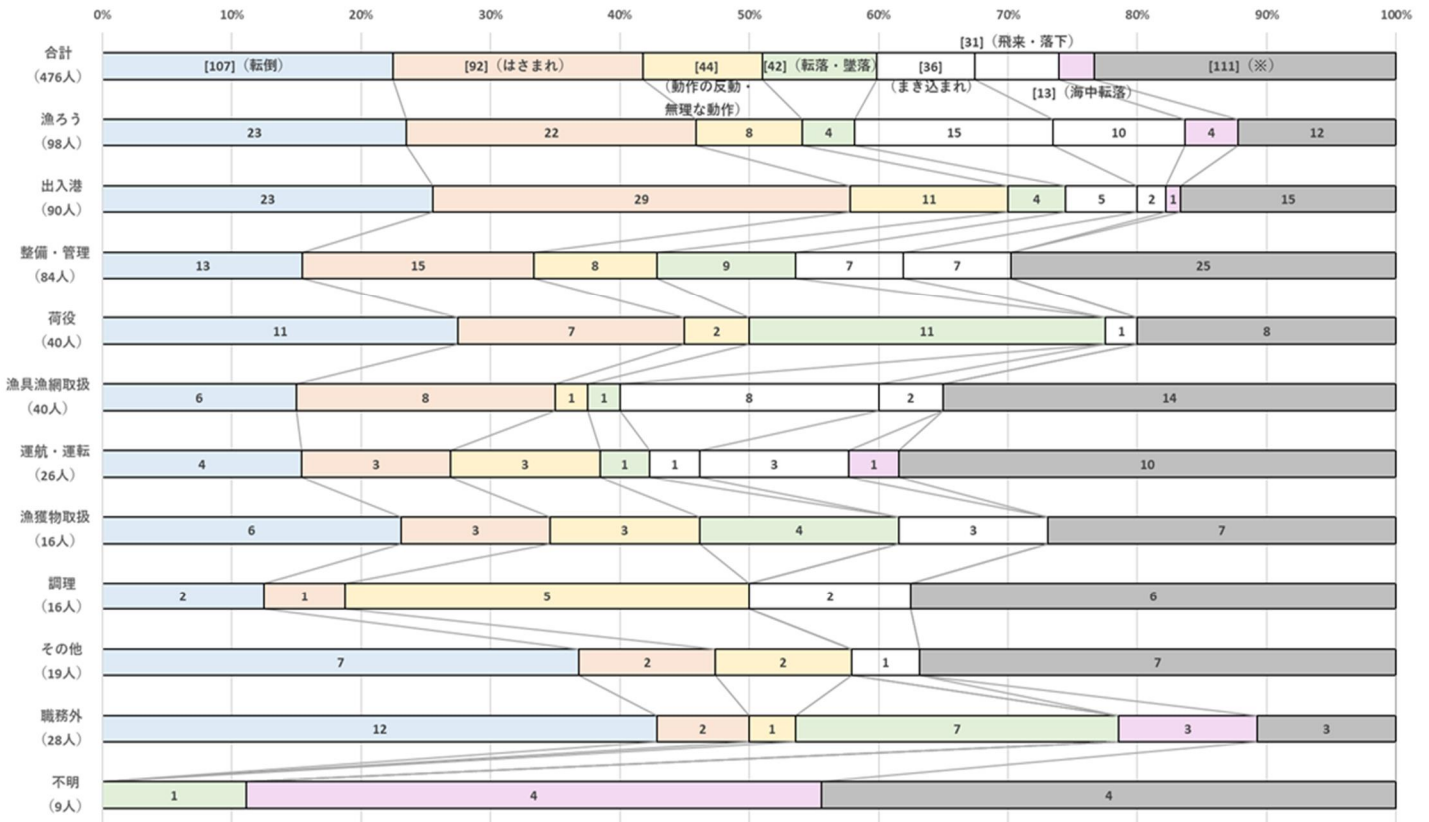 0% 10% 20% 30% 40% 50% 60% 70% 80% 90% 100%
[31]（飛来・落下）
合計
（476人）
[107]（転倒） [92]（はさまれ） [44] [42]（転落・墜落） [36] [111]（※）
（動作の反動・ （まき込まれ） [13]（海中転落）
無理な動作）
漁ろう
（98人）
23 22 8 4 15 10 4 12
出入港
（90人）
23 29 11 4 5 2 1 15
整備・管理
（84人）
13 15 8 9 7 7 25
荷役
（40人）
11 7 2 11 1 8
漁具漁網取扱
（40人）
6 8 1 1 8 2 14
運航・運転
（26人）
4 3 3 1 1 3 1 10
漁獲物取扱
（16人）
6 3 3 4 3 7
調理
（16人）
2 1 5 2 6
その他
（19人）
7 2 2 1 7
職務外
（28人）
12 2 1 7 3 3
不明
（9人）
1 4 4